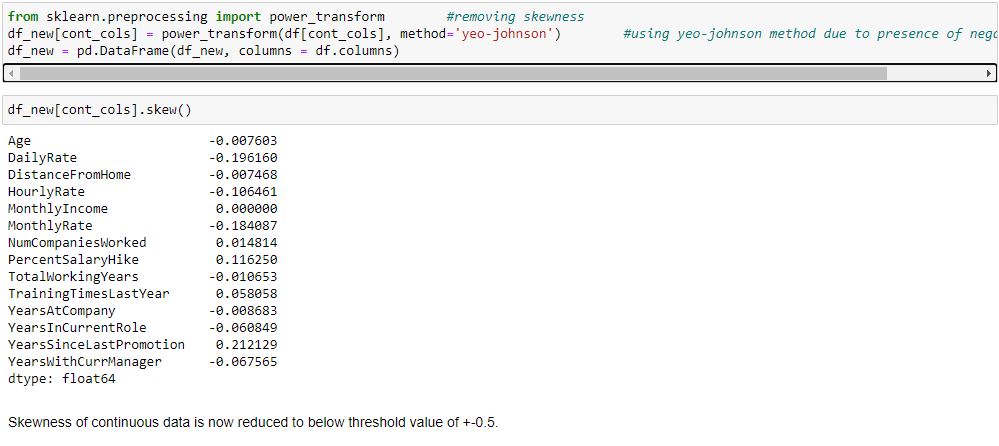 from sklearn.preprocessing import power_transform #removing skewness
df_new[cont_cols] = power_transform(df[cont_cols], method='yeo-johnson') #using yeo-johnson method due to presence of
df_new = pd.DataFrame(df_new, columns = df.columns)
df_new[cont_cols].skew()
Age -0.007603
DailyRate -0.196160
DistanceFromHome -0.007468
HourlyRate -0.106461
MonthlyIncome 0.000000
MonthlyRate -0.184087
NumCompaniesWorked 0.014814
PercentSalaryHike 0.116250
TotalWorkingYears -0.010653
TrainingTimesLastYear 0.058058
YearsAtCompany -0.008683
YearsInCurrentRole -0.060849
YearsSinceLastPromotion 0.212129
YearsWithCurrManager -0.067565
dtype: float64
Skewness of continuous data is now reduced to below threshold value of +-0.5.